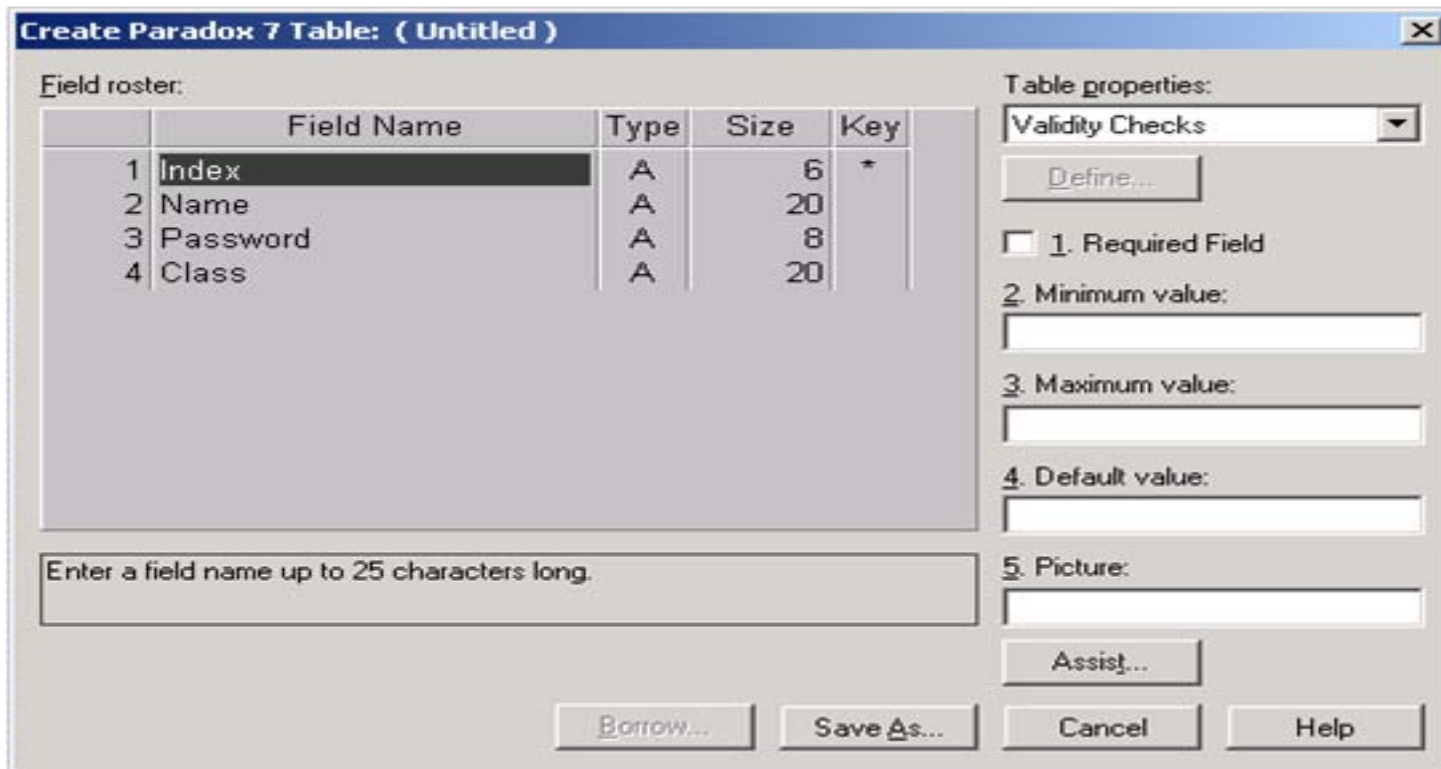 Create Paradox 7 Table: ( Untitled )
Field roster:
Field Name Type Size Key
1 Index A 6 *
2 Name A 20
3 Password A 8
4 Class A 20
Enter a field name up to 25 characters long.
Table properties:
Validity Checks
Define...
1. Required Field
2. Minimum value:
3. Maximum value:
4. Default value:
5. Picture:
Assist...
Borrow... Save As... Cancel Help